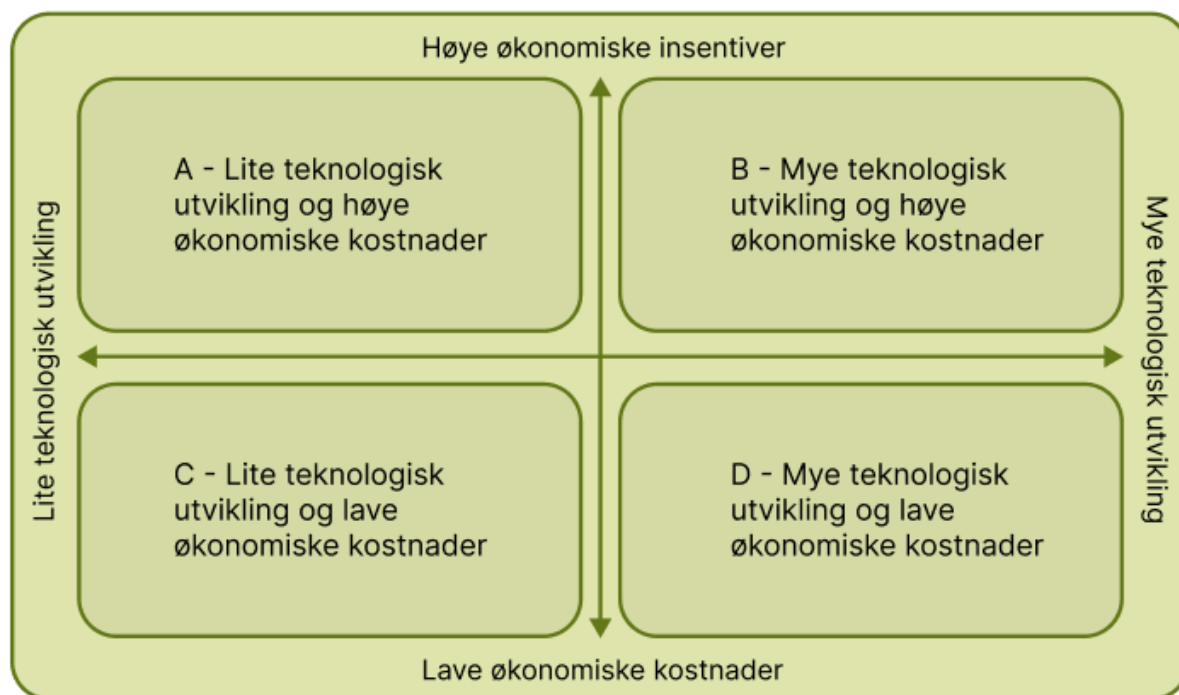 Høye økonomiske insentiver
A - Lite teknologisk
utvikling og høye
økonomiske kostnader
B - Mye teknologisk
utvikling og høye
økonomiske kostnader
Lite teknologisk utvikling
Mye teknologisk utvikling
C - Lite teknologisk
utvikling og lave
økonomiske kostnader
D - Mye teknologisk
utvikling og lave
økonomiske kostnader
Lave økonomiske kostnader